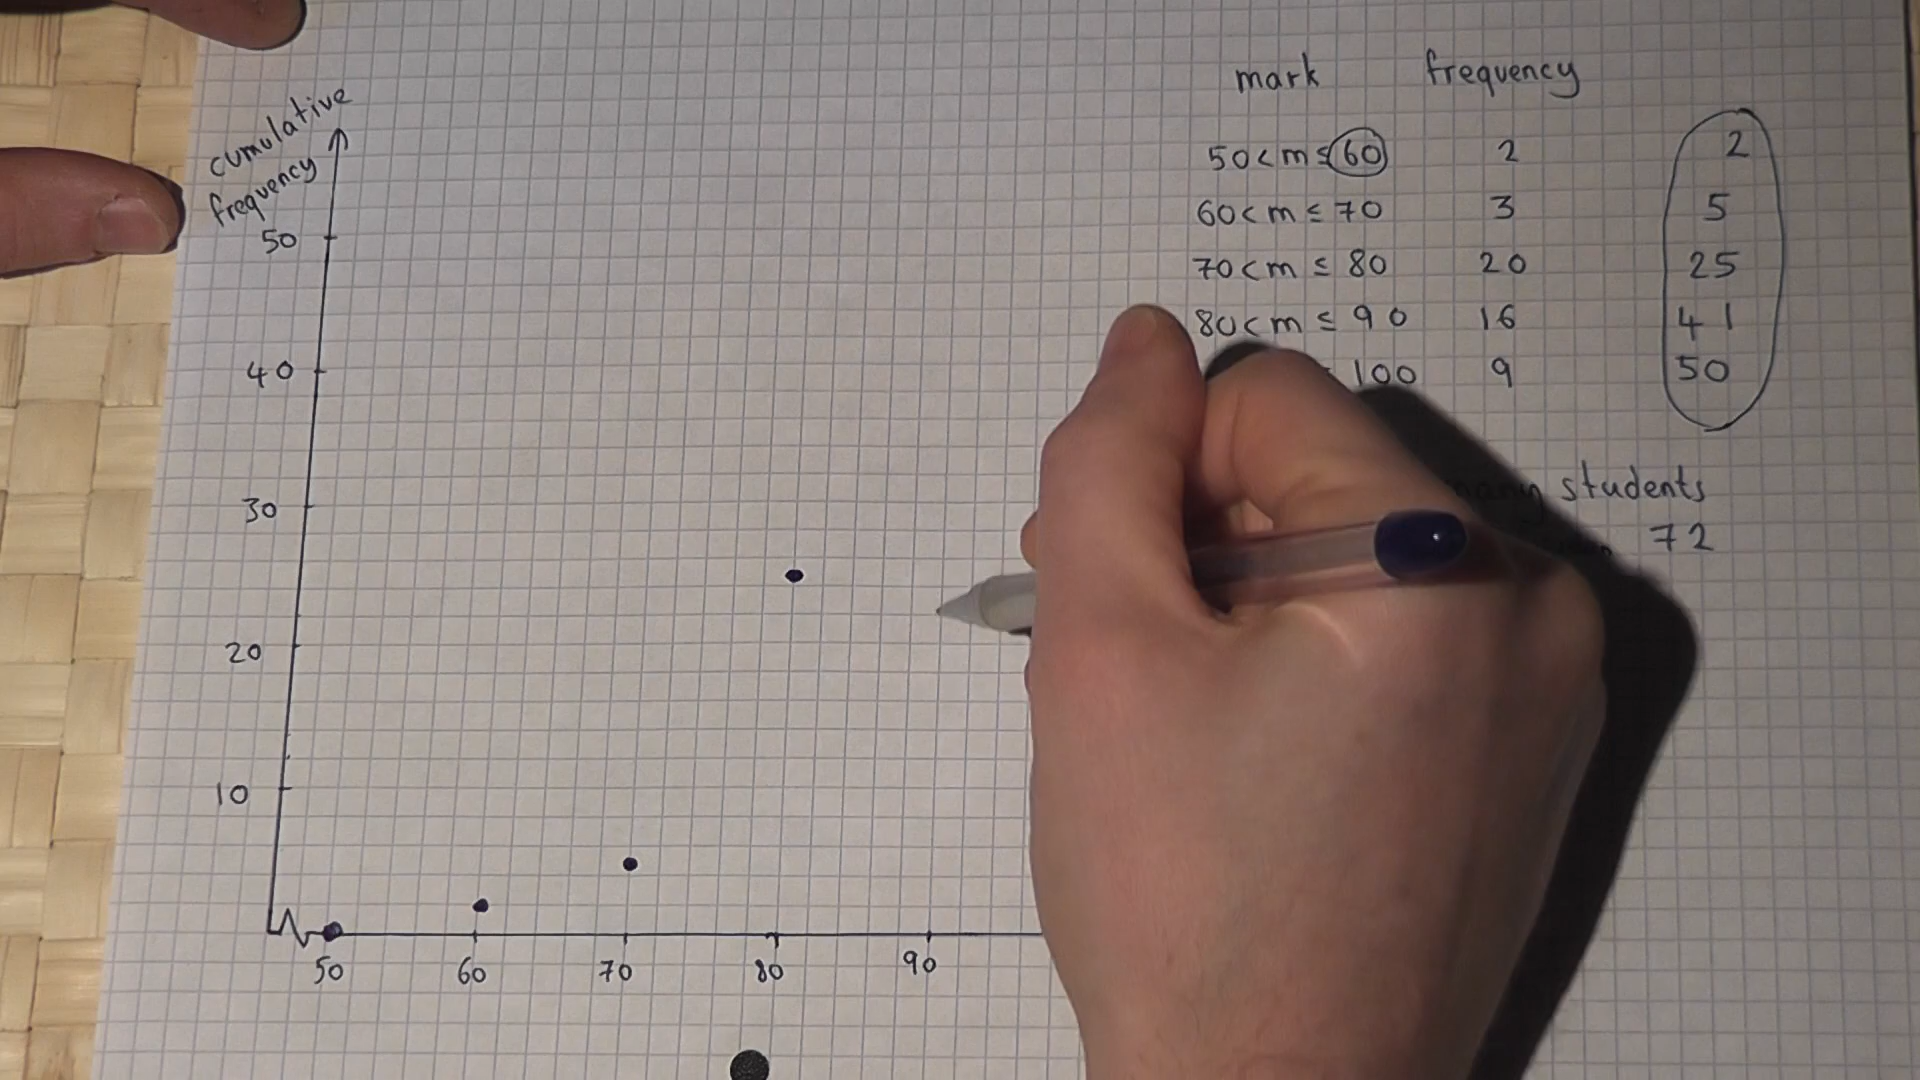 cumulative
frequency
50
40
30
20
10
50 60 70 80 90
mark frequency
50 < m ≤ 60 2 2
60 < m ≤ 70 3 5
70 < m ≤ 80 20 25
80 < m ≤ 90 16 41
100 9 50
many students
72